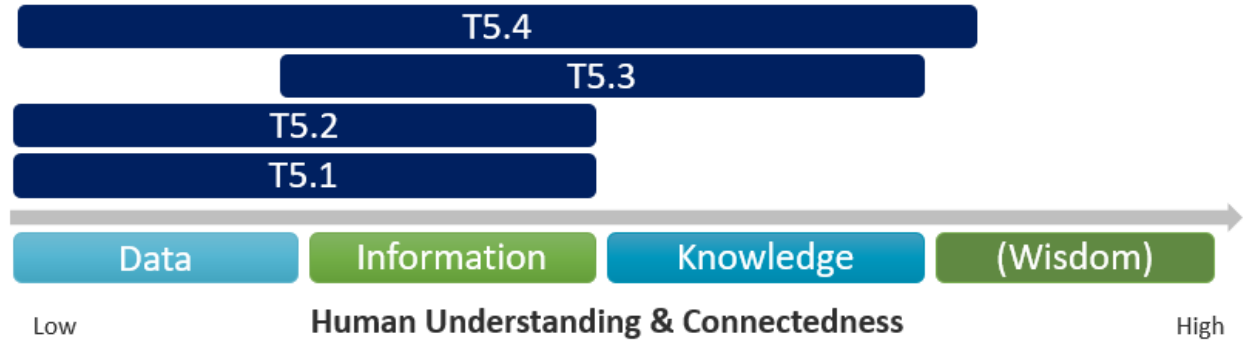 T5.4
T5.3
T5.2
T5.1
Data Information Knowledge (Wisdom)
Low Human Understanding & Connectedness High